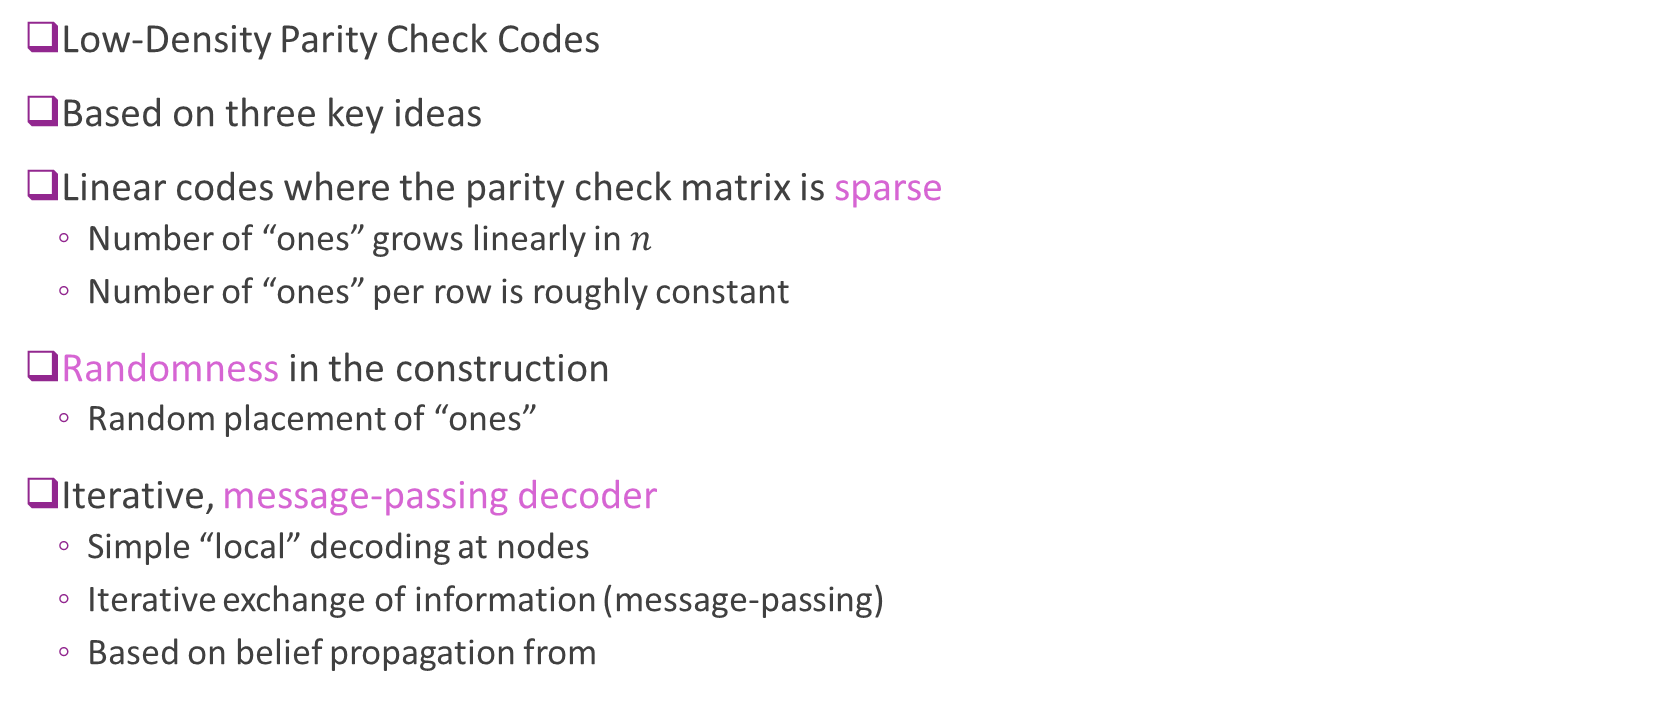 ❑Low-Density Parity Check Codes
❑Based on three key ideas
❑Linear codes where the parity check matrix is sparse
◦ Number of “ones” grows linearly in 𝑛
◦ Number of “ones” per row is roughly constant
❑Randomness in the construction
◦ Random placement of “ones”
❑Iterative, message-passing decoder
◦ Simple “local” decoding at nodes
◦ Iterative exchange of information (message-passing)
◦ Based on belief propagation from